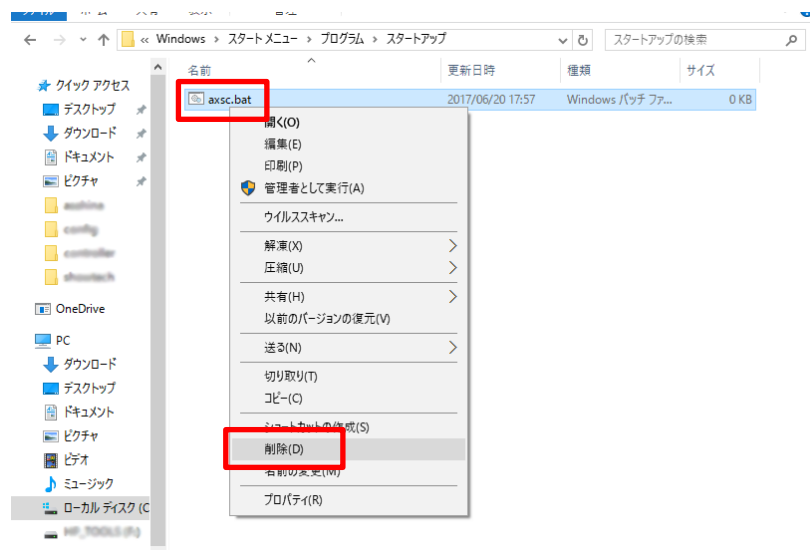 « Windows › スタート メニュー › プログラム › スタートアップ
スタートアップの検索
名前
更新日時
種類
サイズ
axsc.bat
2017/06/20 17:57
Windows バッチ ファ...
0 KB
クイック アクセス
デスクトップ
ダウンロード
ドキュメント
ピクチャ
OneDrive
PC
ダウンロード
デスクトップ
ドキュメント
ピクチャ
ビデオ
ミュージック
ローカル ディスク (C
開く(O)
編集(E)
印刷(P)
管理者として実行(A)
ウイルススキャン...
解凍(X)
圧縮(U)
共有(H)
以前のバージョンの復元(V)
送る(N)
切り取り(T)
コピー(C)
ショートカットの作成(S)
削除(D)
名前の変更(M)
プロパティ(R)